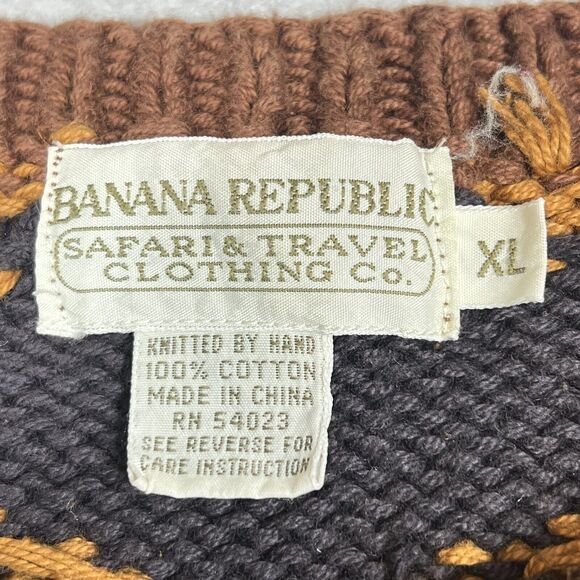 BANANA REPUBLIC
SAFARI & TRAVEL
CLOTHING Co.
XL
KNITTED BY HAND
100% COTTON
MADE IN CHINA
RN 54023
SEE REVERSE FOR
CARE INSTRUCTION